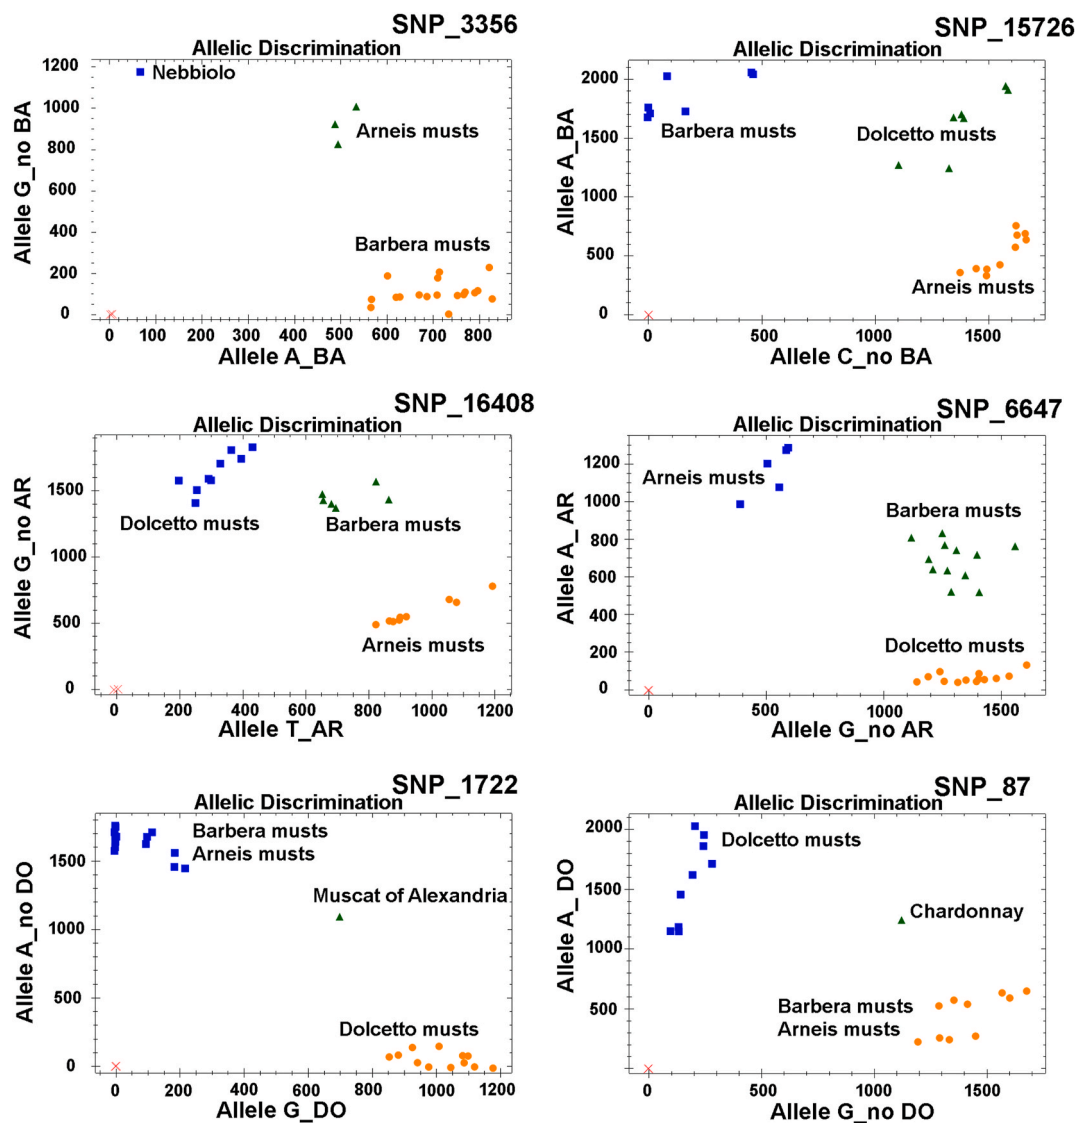 SNP_3356
Allelic Discrimination
Allele G_no BA
1200
1000
800
600
400
200
0
Nebbiolo
Arneis musts
Barbera musts
0 100 200 300 400 500 600 700 800
Allele A_BA
SNP_15726
Allelic Discrimination
Allele A_BA
2000
1500
1000
500
0
Barbera musts
Dolcetto musts
Arneis musts
0 500 1000 1500
Allele C_no BA
SNP_16408
Allelic Discrimination
Allele G_no AR
1500
1000
500
0
Dolcetto musts
Barbera musts
Arneis musts
0 200 400 600 800 1000 1200
Allele T_AR
SNP_6647
Allelic Discrimination
Allele A_ AR
1200
1000
800
600
400
200
0
Arneis musts
Barbera musts
Dolcetto musts
0 500 1000 1500
Allele G_no AR
SNP_1722
Allelic Discrimination
Allele A_no DO
1500
1000
500
0
Barbera musts
Arneis musts
Muscat of Alexandria
Dolcetto musts
0 200 400 600 800 1000 1200
Allele G_DO
SNP_87
Allelic Discrimination
Allele A_ DO
2000
1500
1000
500
0
Dolcetto musts
Chardonnay
Barbera musts
Arneis musts
0 500 1000 1500
Allele G_no DO